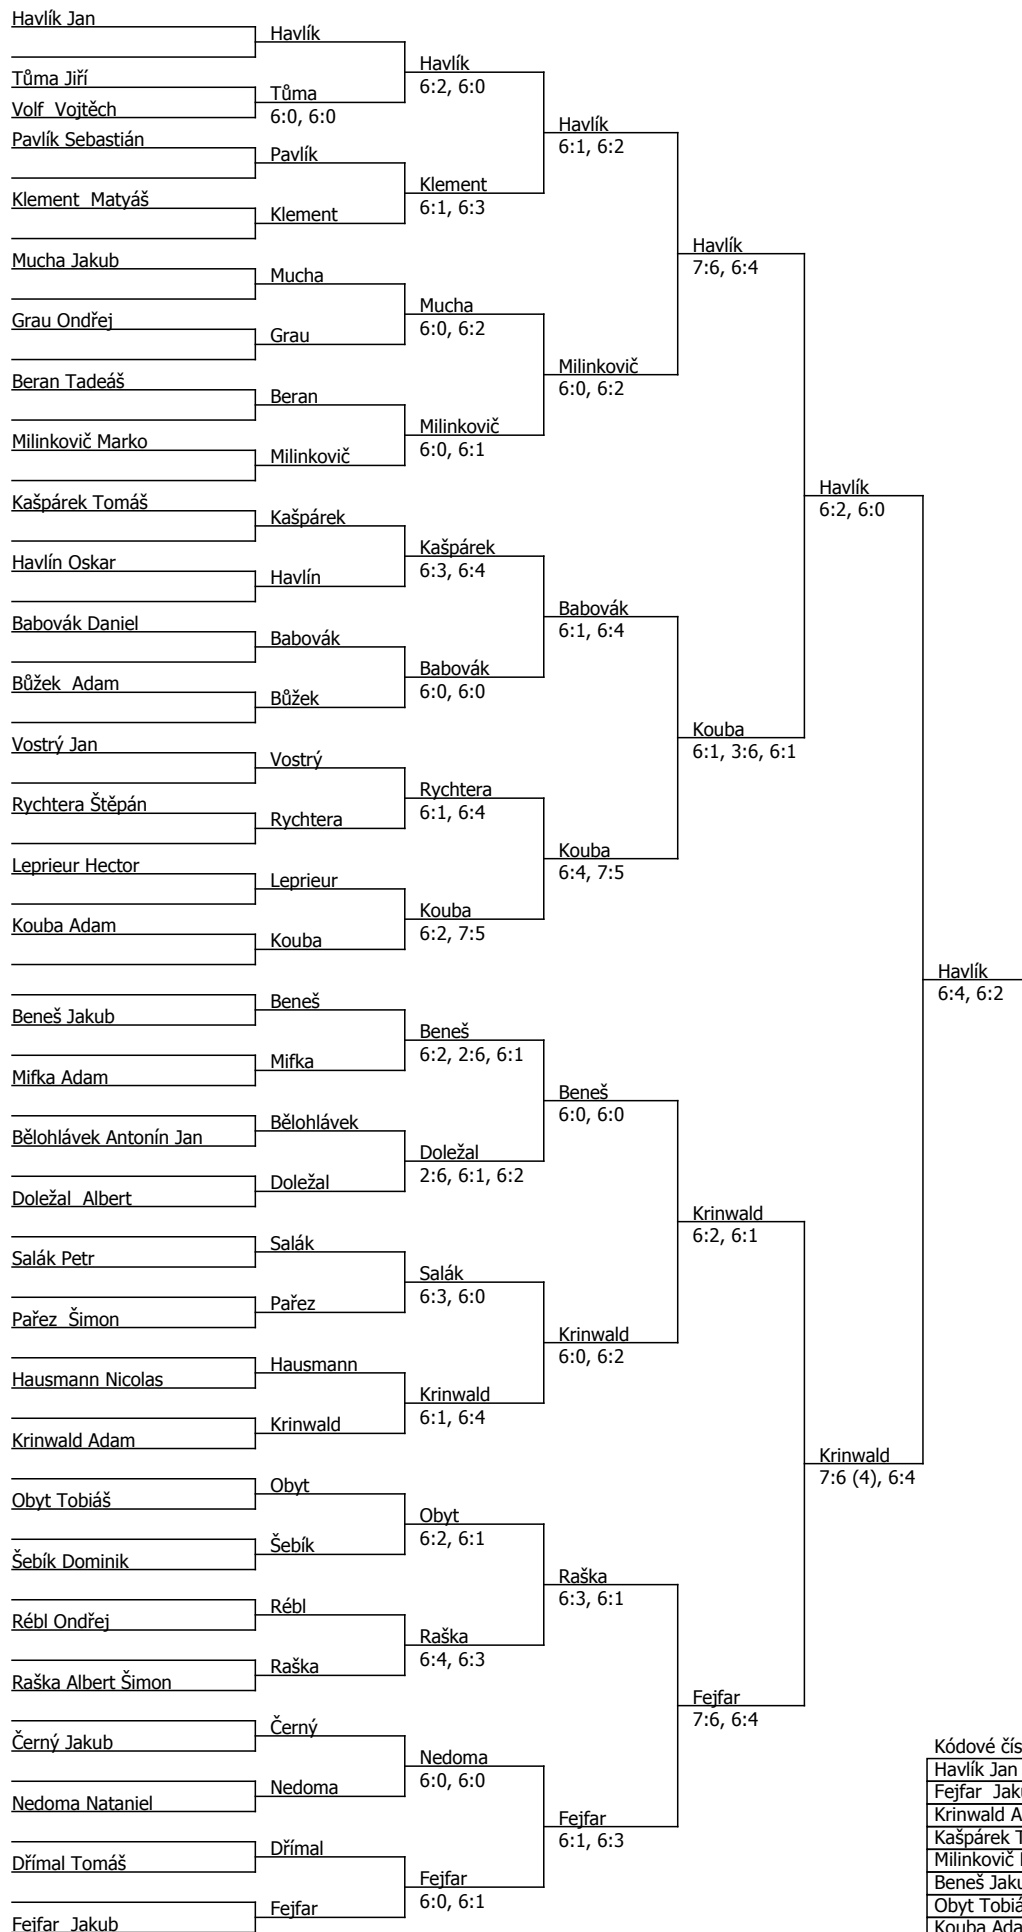 Havlík Jan
Havlík
Havlík
6:2, 6:0
Tůma Jiří
Tůma
6:0, 6:0
Volf  Vojtěch
Havlík
6:1, 6:2
Pavlík Sebastián
Pavlík
Klement
6:1, 6:3
Klement  Matyáš
Klement
Havlík
7:6, 6:4
Mucha Jakub
Mucha
Mucha
6:0, 6:2
Grau Ondřej
Grau
Milinkovič
6:0, 6:2
Beran Tadeáš
Beran
Milinkovič
6:0, 6:1
Milinkovič Marko
Milinkovič
Havlík
6:2, 6:0
Kašpárek Tomáš
Kašpárek
Kašpárek
6:3, 6:4
Havlín Oskar
Havlín
Babovák
6:1, 6:4
Babovák Daniel
Babovák
Babovák
6:0, 6:0
Bůžek  Adam
Bůžek
Kouba
6:1, 3:6, 6:1
Vostrý Jan
Vostrý
Rychtera
6:1, 6:4
Rychtera Štěpán
Rychtera
Kouba
6:4, 7:5
Leprieur Hector
Leprieur
Kouba
6:2, 7:5
Kouba Adam
Kouba
Havlík
6:4, 6:2
Beneš
Beneš Jakub
Beneš
6:2, 2:6, 6:1
Mifka
Mifka Adam
Beneš
6:0, 6:0
Bělohlávek
Bělohlávek Antonín Jan
Doležal
2:6, 6:1, 6:2
Doležal
Doležal  Albert
Krinwald
6:2, 6:1
Salák
Salák Petr
Salák
6:3, 6:0
Pařez
Pařez  Šimon
Krinwald
6:0, 6:2
Hausmann
Hausmann Nicolas
Krinwald
6:1, 6:4
Krinwald
Krinwald Adam
Krinwald
7:6 (4), 6:4
Obyt
Obyt Tobiáš
Obyt
6:2, 6:1
Šebík
Šebík Dominik
Raška
6:3, 6:1
Rébl
Rébl Ondřej
Raška
6:4, 6:3
Raška
Raška Albert Šimon
Fejfar
7:6, 6:4
Černý
Černý Jakub
Nedoma
6:0, 6:0
Nedoma
Nedoma Nataniel
Fejfar
6:1, 6:3
Dřímal
Dřímal Tomáš
Fejfar
6:0, 6:1
Fejfar
Fejfar  Jakub
Kódové čís
Havlík Jan
Fejfar  Jak
Krinwald A
Kašpárek T
Milinkovič
Beneš Jaku
Obyt Tobiá
Kouba Ada